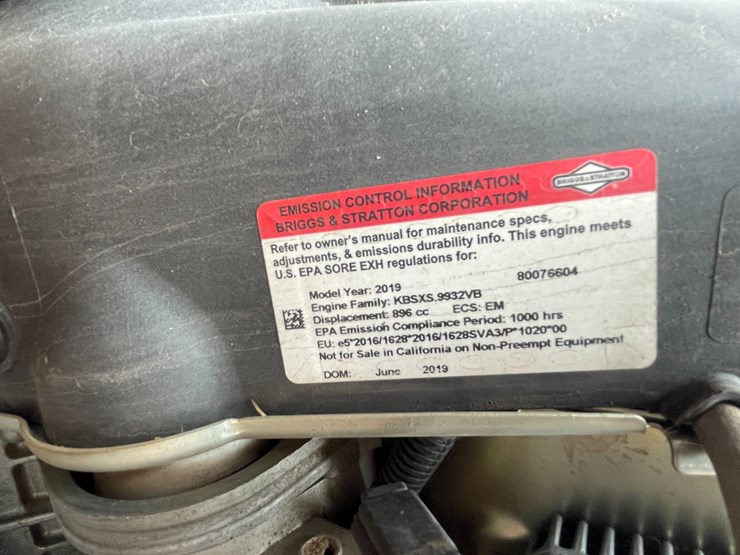 EMISSION CONTROL INFORMATION
BRIGGS & STRATTON CORPORATION
BRIGGS & STRATTON
Refer to owner's manual for maintenance specs,
adjustments, & emissions durability info. This engine meets
U.S. EPA SORE EXH regulations for:
80076604
Model Year: 2019
Engine Family: KBSXS.9932VB
Displacement: 896 cc ECS: EM
EPA Emission Compliance Period: 1000 hrs
EU: e5*2016/1628*2016/1628SVA3/P*1020*00
Not for Sale in California on Non-Preempt Equipment
DOM: June 2019